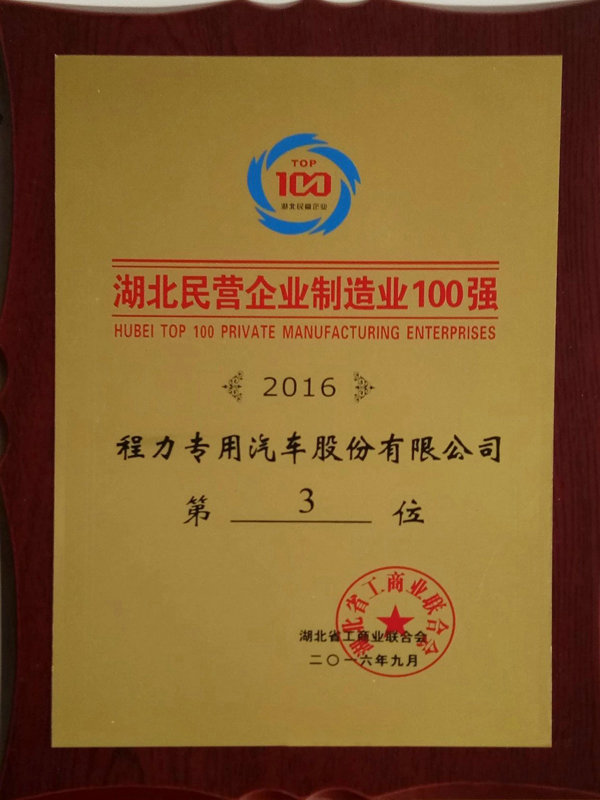 TOP
100
湖北民营企业
湖北民营企业制造业100强
HUBEI TOP 100 PRIVATE MANUFACTURING ENTERPRISES
2016
程力专用汽车股份有限公司
第 3 位
湖北省工商业联合会
湖北省工商业联合会
二〇一六年九月